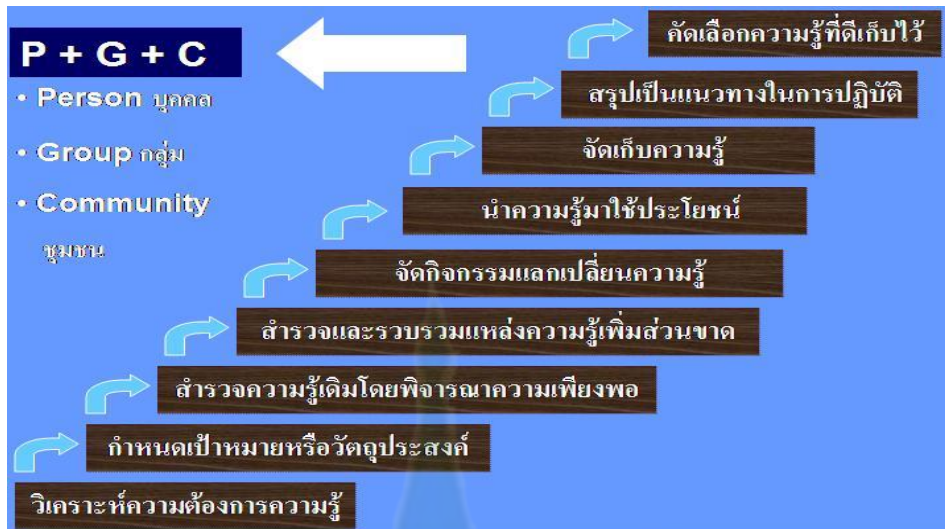 P + G + C
• Person บุคคล
• Group กลุ่ม
• Community
ชุมชน
คัดเลือกความรู้ที่ดีเก็บไว้
สรุปเป็นแนวทางในการปฏิบัติ
จัดเก็บความรู้
นำความรู้มาใช้ประโยชน์
จัดกิจกรรมแลกเปลี่ยนความรู้
สำรวจและรวบรวมแหล่งความรู้เพิ่มส่วนขาด
สำรวจความรู้เดิมโดยพิจารณาความเพียงพอ
กำหนดเป้าหมายหรือวัตถุประสงค์
วิเคราะห์ความต้องการความรู้